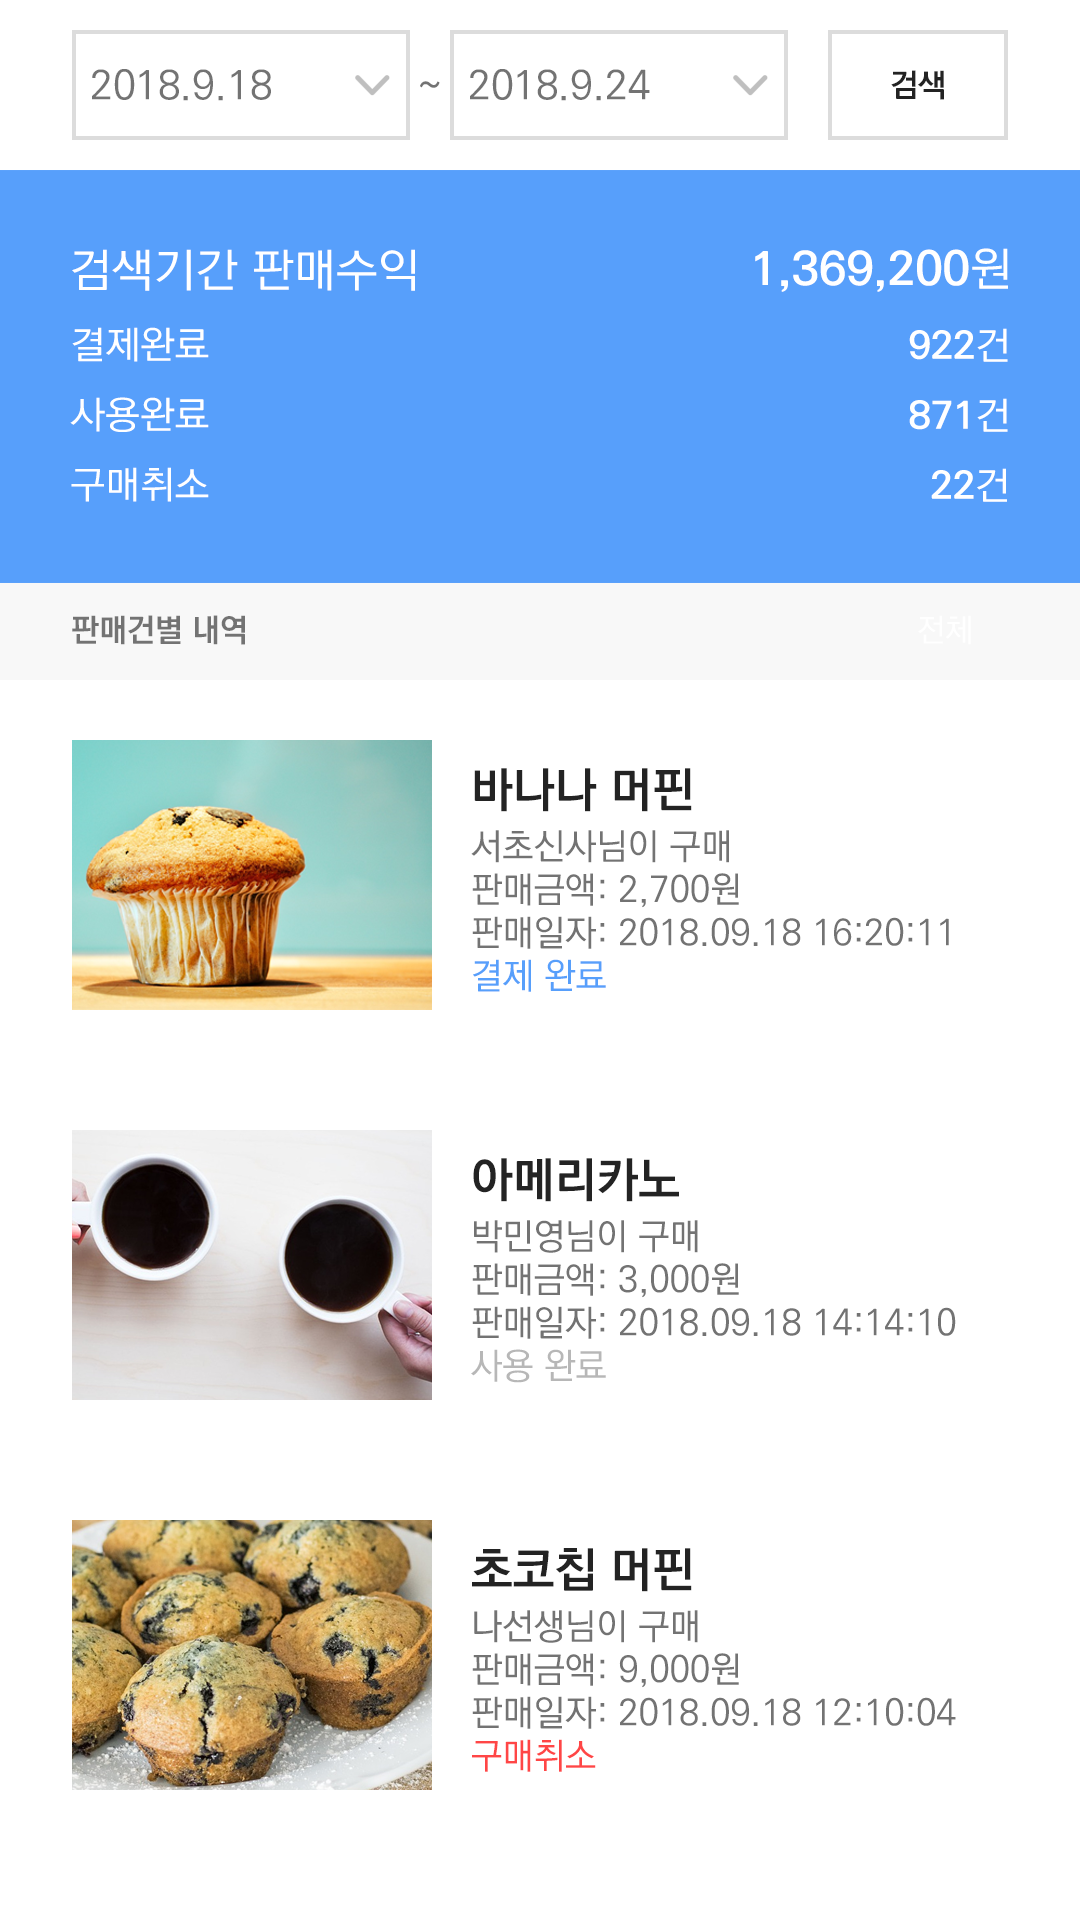 2018.9.18 ~ 2018.9.24 검색
검색기간 판매수익 1,369,200원
결제완료 922건
사용완료 871건
구매취소 22건
판매건별 내역 전체
바나나 머핀
서초신사님이 구매
판매금액: 2,700원
판매일자: 2018.09.18 16:20:11
결제 완료
아메리카노
박민영님이 구매
판매금액: 3,000원
판매일자: 2018.09.18 14:14:10
사용 완료
초코칩 머핀
나선생님이 구매
판매금액: 9,000원
판매일자: 2018.09.18 12:10:04
구매취소